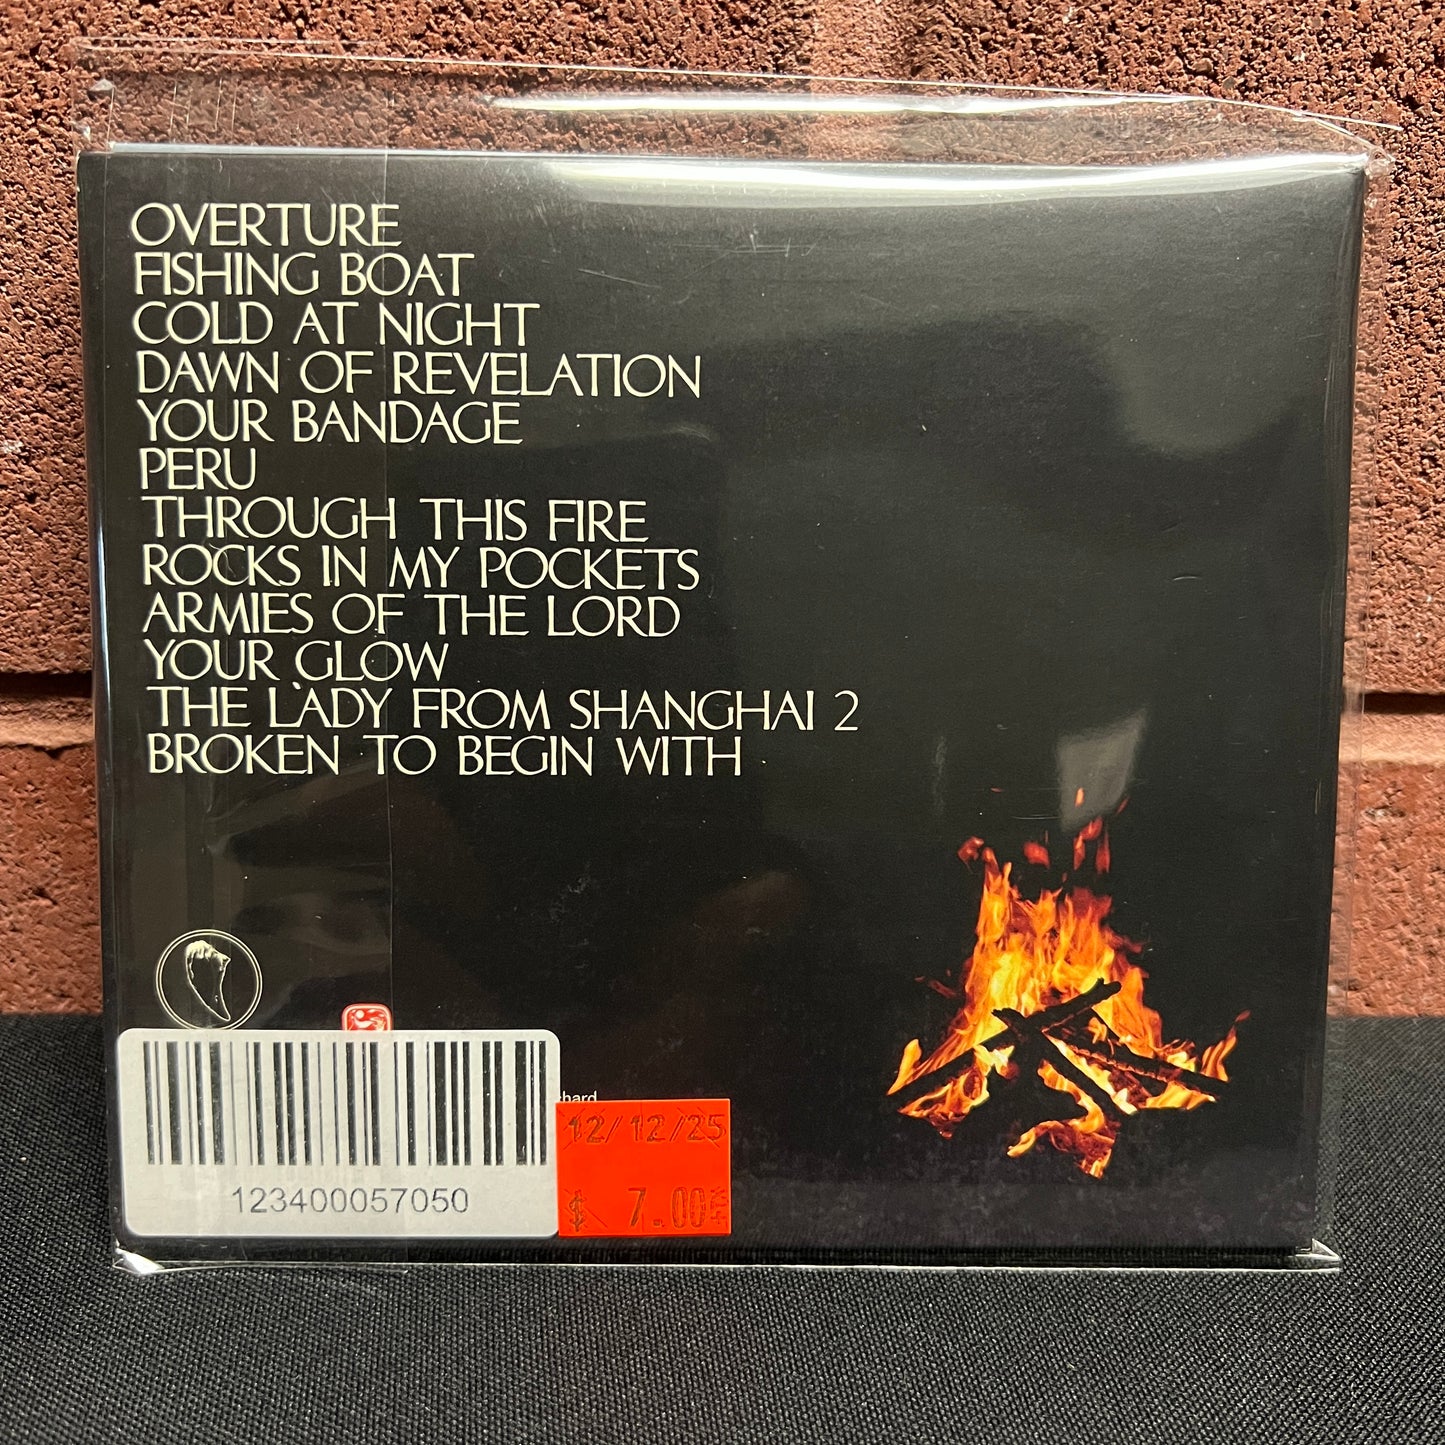 OVERTURE
FISHING BOAT
COLD AT NIGHT
DAWN OF REVELATION
YOUR BANDAGE
PERU
THROUGH THIS FIRE
ROCKS IN MY POCKETS
ARMIES OF THE LORD
YOUR GLOW
THE LADY FROM SHANGHAI 2
BROKEN TO BEGIN WITH
12/12/25
123400057050
$ 7.00+TX